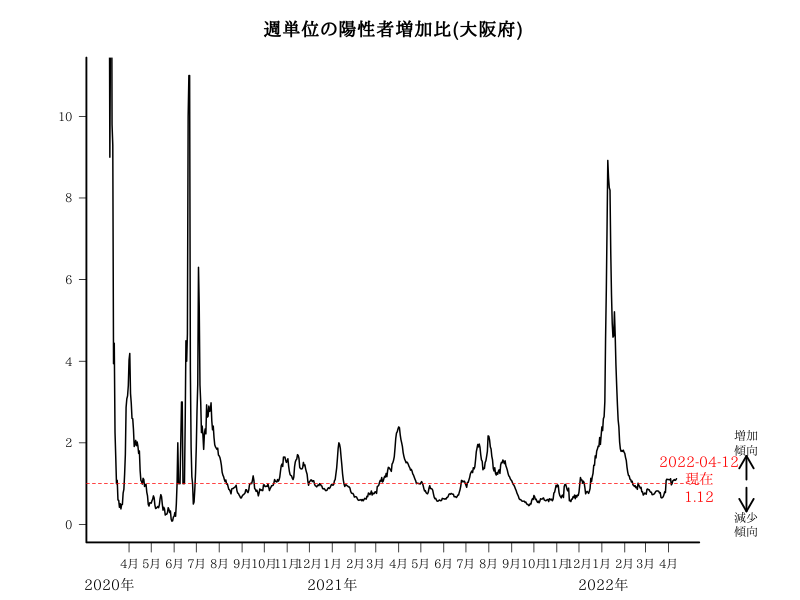 週単位の陽性者増加比(大阪府)
10
8
6
4
2
0
増加
傾向
2022-04-12
現在
1.12
減少
傾向
4月 5月 6月 7月 8月 9月 10月 11月 12月 1月 2月 3月 4月 5月 6月 7月 8月 9月 10月 11月 12月 1月 2月 3月 4月
2020年 2021年 2022年